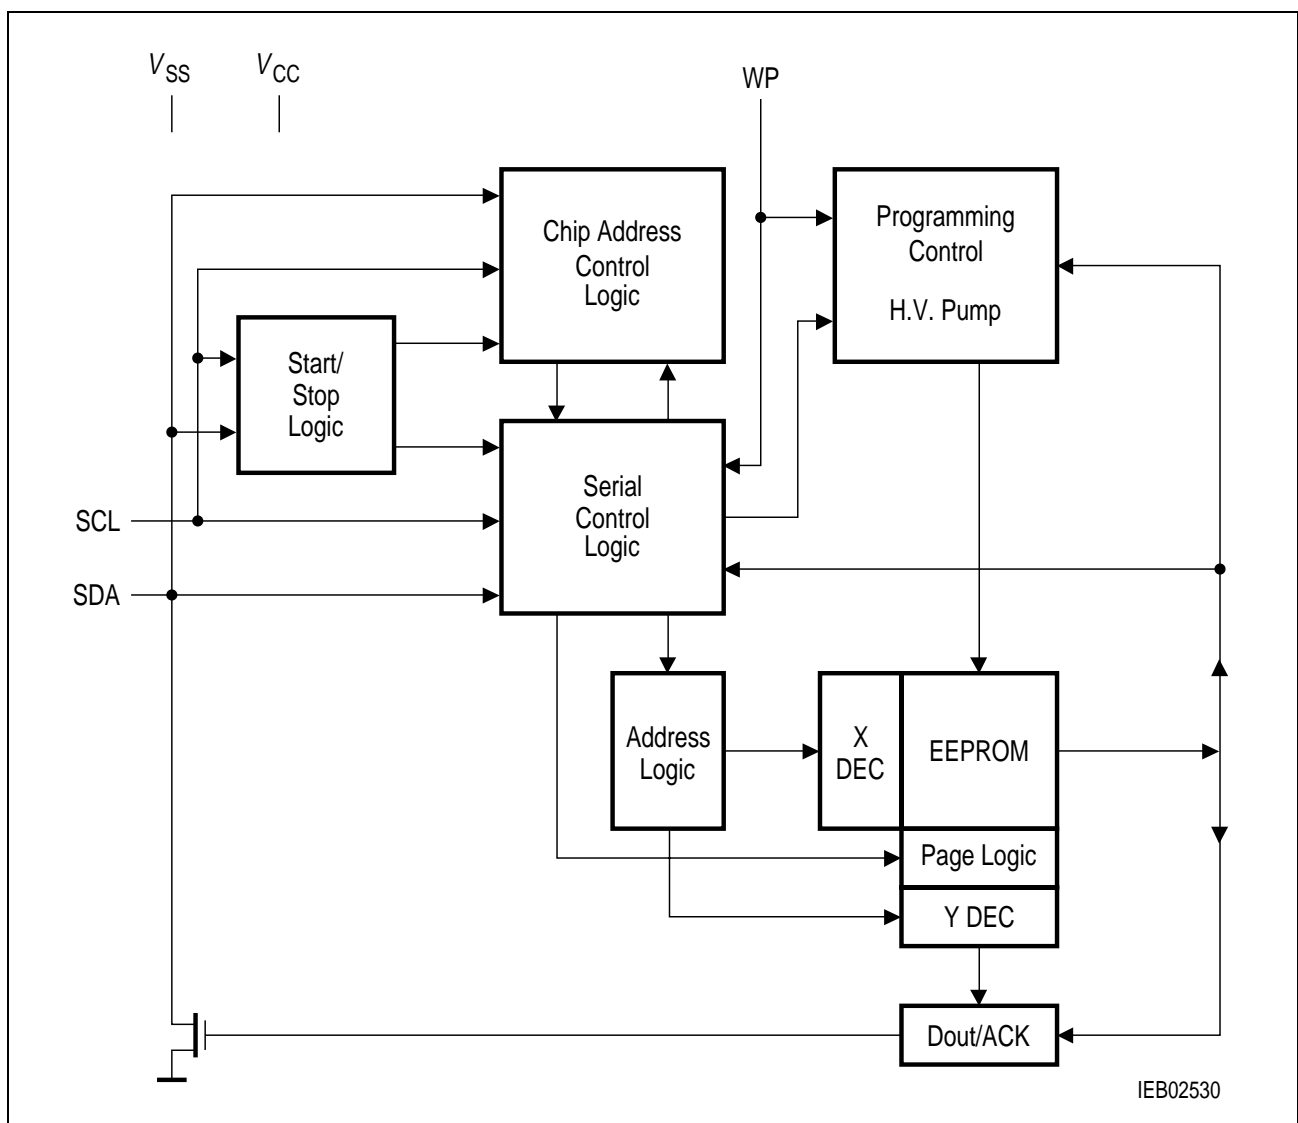 VSS
VCC
WP
Chip Address
Control
Logic
Programming
Control
H.V. Pump
Start/
Stop
Logic
SCL
Serial
Control
Logic
SDA
Address
Logic
X
DEC
EEPROM
Page Logic
Y DEC
Dout/ACK
IEB02530